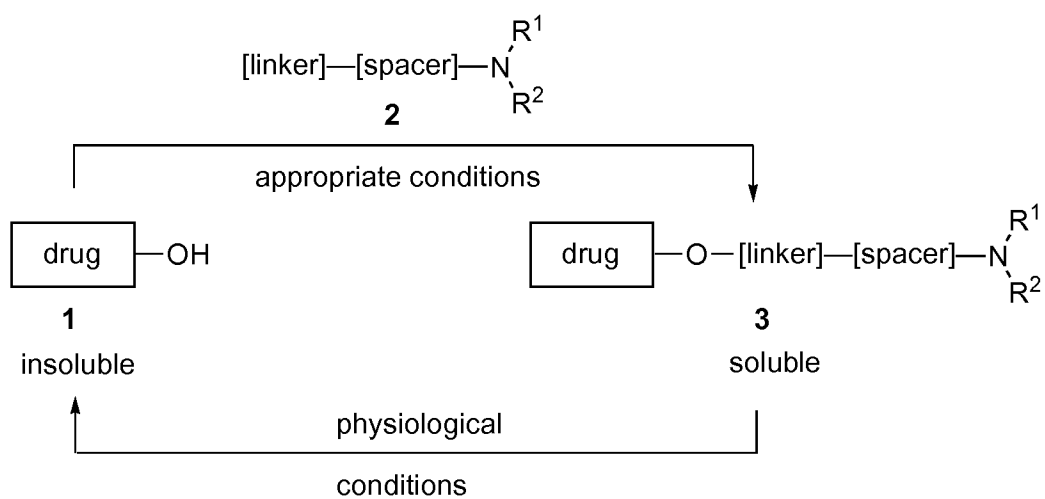 R1
[linker]—[spacer]—N
R2
2
appropriate conditions
drug —OH
drug —O—[linker]—[spacer]—N
R1
R2
1
3
insoluble
soluble
physiological
conditions